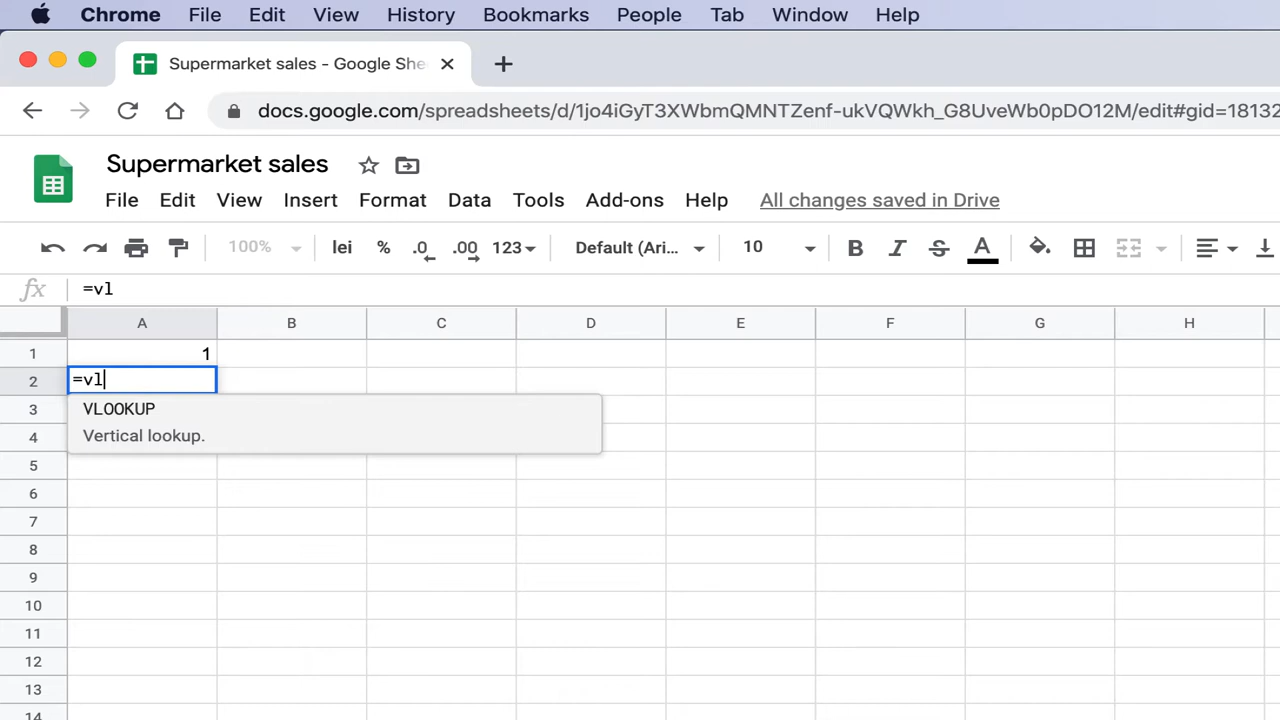 Chrome File Edit View History Bookmarks People Tab Window Help
Supermarket sales - Google She
docs.google.com/spreadsheets/d/1jo4iGyT3XWbmQMNTZenf-ukVQWkh_G8UveWb0pDO12M/edit#gid=18132
Supermarket sales
File Edit View Insert Format Data Tools Add-ons Help All changes saved in Drive
100% lei % .0 .00 123 Default (Ari... 10 B I S A
fx =vl
A B C D E F G H
1 1
2 =vl
3 VLOOKUP
4 Vertical lookup.
5
6
7
8
9
10
11
12
13
14